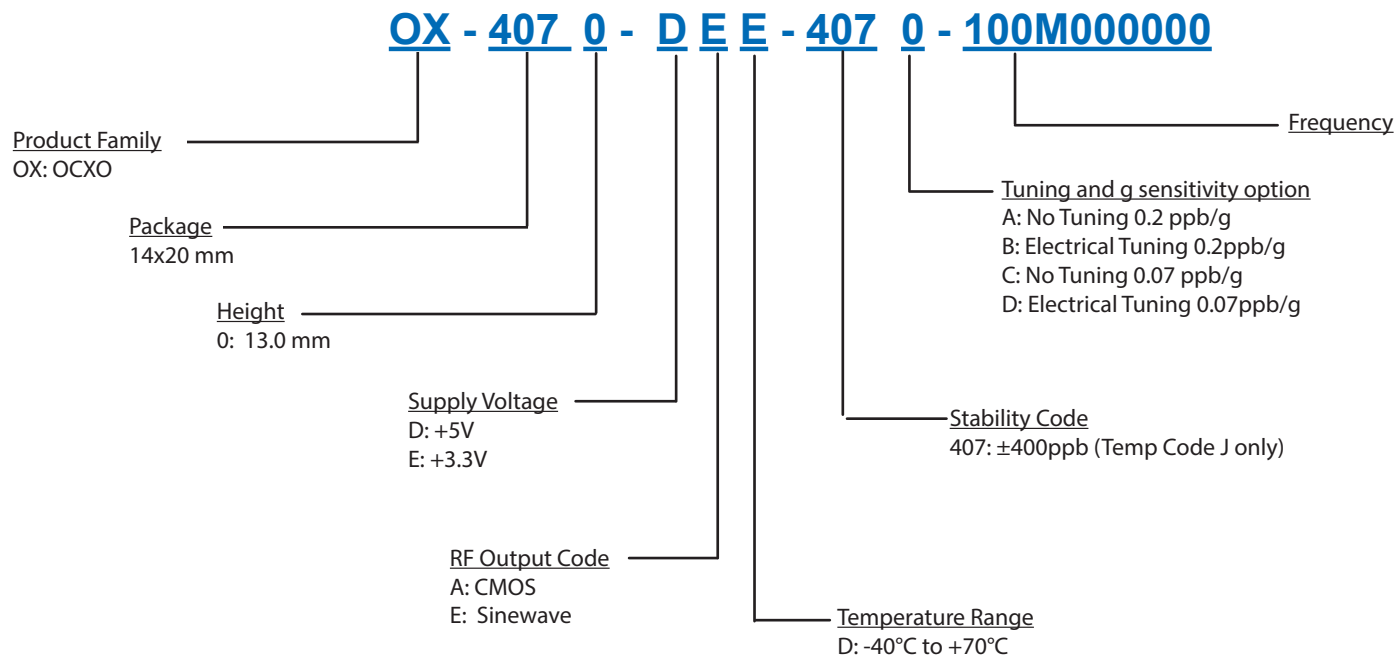 OX - 407 0 - D E E - 407 0 - 100M000000
Product Family
OX: OCXO
Package
14x20 mm
Height
0: 13.0 mm
Supply Voltage
D: +5V
E: +3.3V
RF Output Code
A: CMOS
E: Sinewave
Temperature Range
D: -40°C to +70°C
Stability Code
407: ±400ppb (Temp Code J only)
Tuning and g sensitivity option
A: No Tuning 0.2 ppb/g
B: Electrical Tuning 0.2ppb/g
C: No Tuning 0.07 ppb/g
D: Electrical Tuning 0.07ppb/g
Frequency